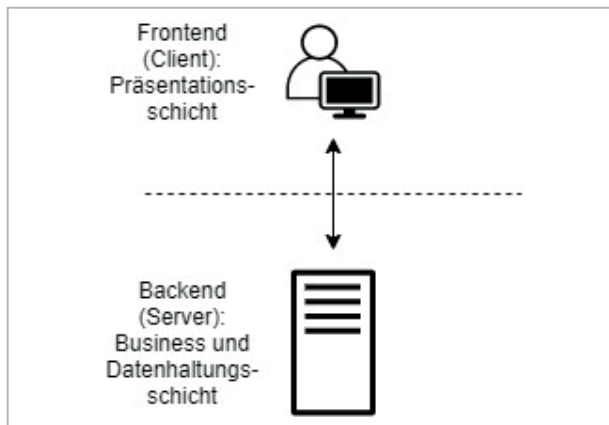 Frontend
(Client):
Präsentations-
schicht
Backend
(Server):
Business und
Datenhaltungs-
schicht